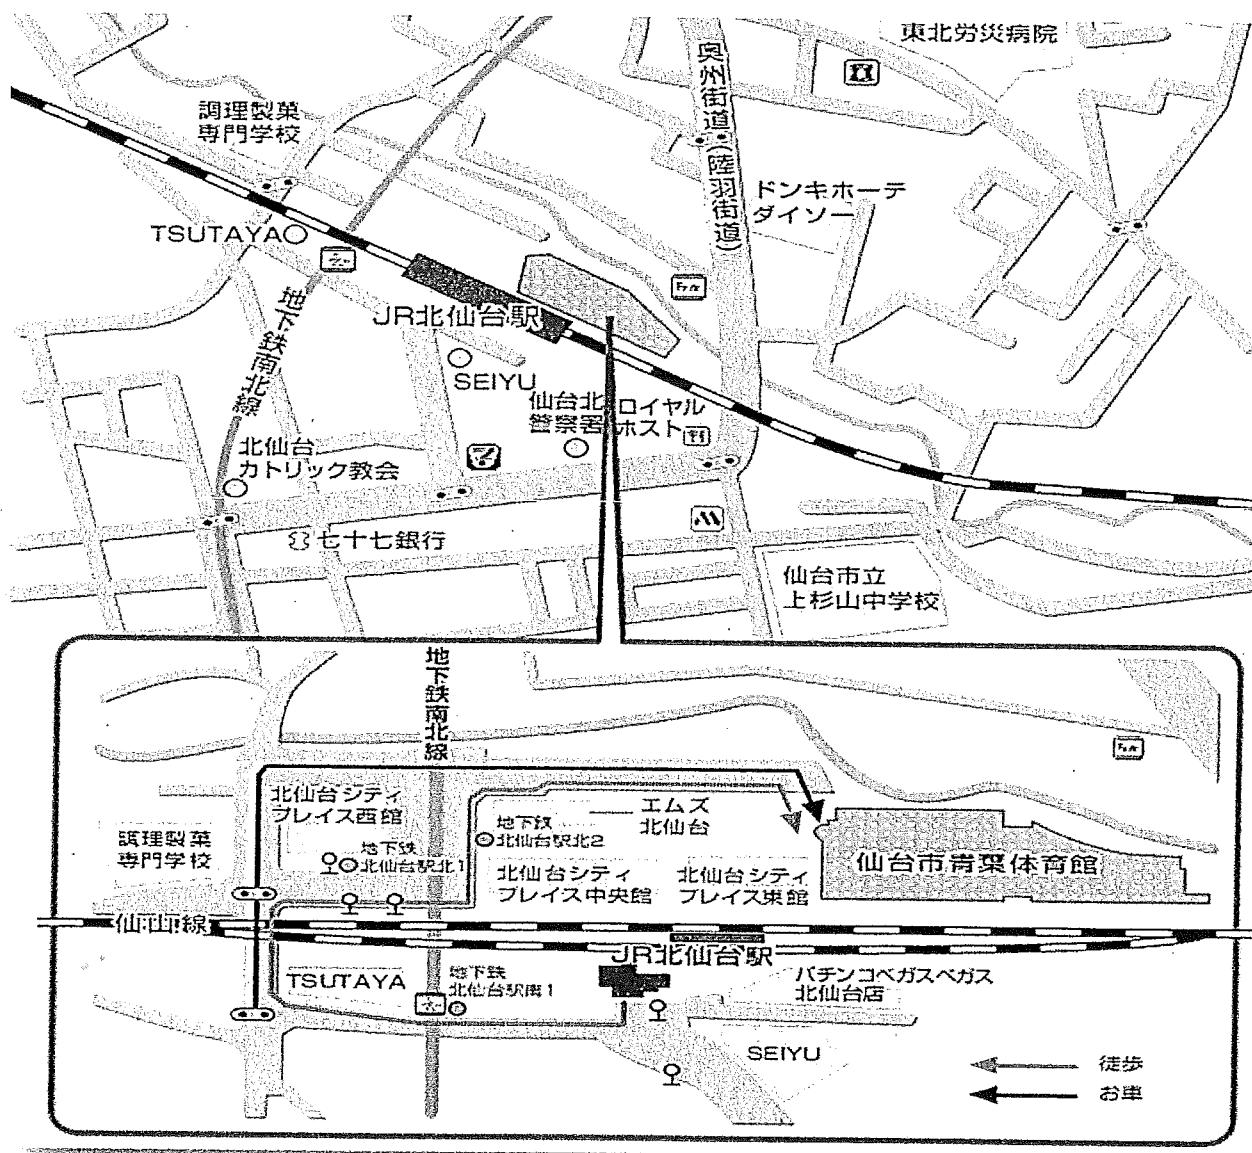 東北労災病院
奥州街道(陸羽街道)
調理製菓
専門学校
ドンキホーテ
ダイソー
TSUTAYA
地下鉄南北線
JR北仙台駅
SEIYU
仙台北
警察署
ロイヤル
ホスト
北仙台
カトリック教会
七十七銀行
仙台市立
上杉山中学校
地下鉄南北線
北仙台シティ
プレイス西館
エムズ
北仙台
地下鉄
北仙台駅北2
調理製菓
専門学校
地下鉄
北仙台駅北1
北仙台シティ
プレイス中央館
北仙台シティ
プレイス東館
仙台市青葉体育館
仙山線
JR北仙台駅
TSUTAYA
地下鉄
北仙台駅南1
パチンコベガスベガス
北仙台店
SEIYU
徒歩
お車